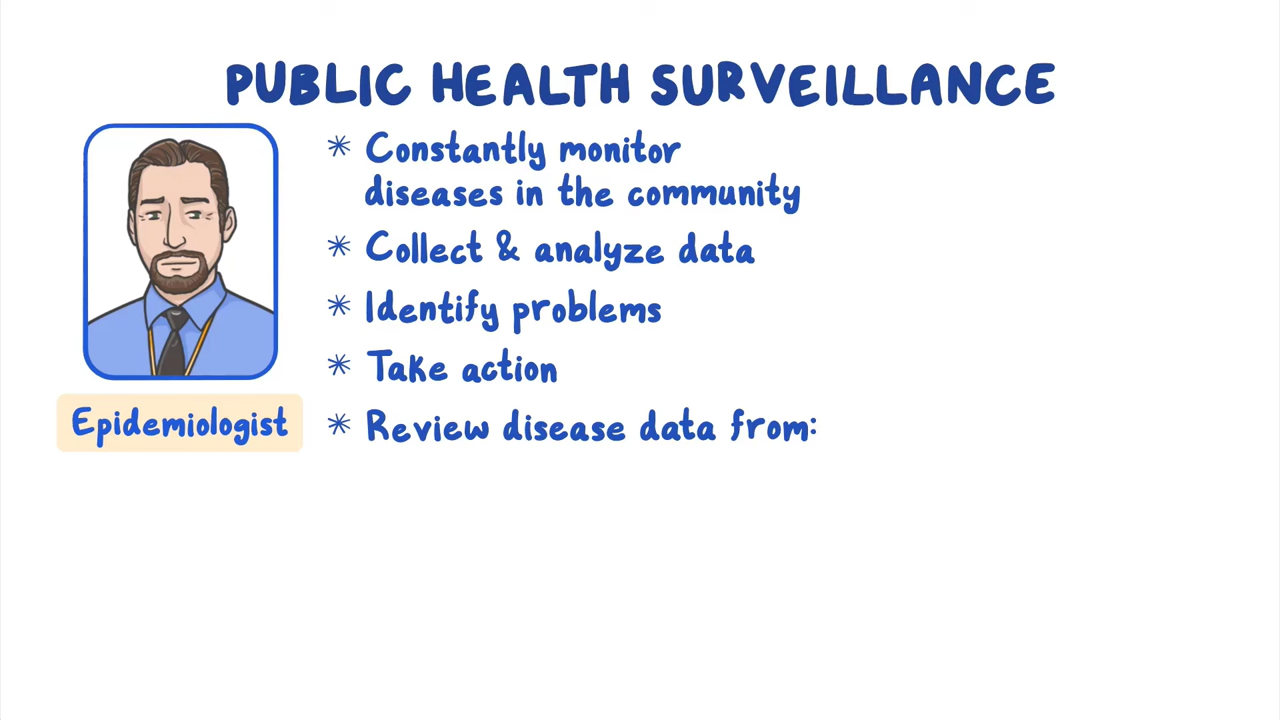 PUBLIC HEALTH SURVEILLANCE
* Constantly monitor
diseases in the community
* Collect & analyze data
* Identify problems
* Take action
* Review disease data from:
Epidemiologist